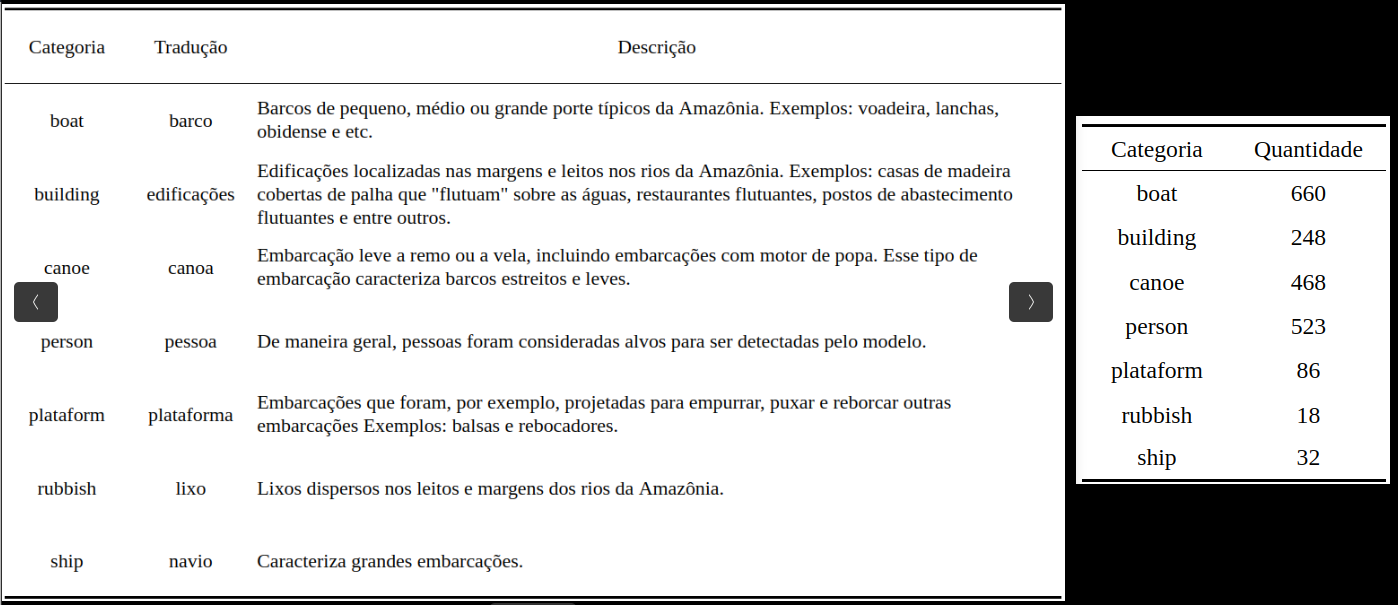 Categoria Tradução Descrição
boat barco Barcos de pequeno, médio ou grande porte típicos da Amazônia. Exemplos: voadeira, lanchas,
obidense e etc.
building edificações Edificações localizadas nas margens e leitos nos rios da Amazônia. Exemplos: casas de madeira
cobertas de palha que "flutuam" sobre as águas, restaurantes flutuantes, postos de abastecimento
flutuantes e entre outros.
canoe canoa Embarcação leve a remo ou a vela, incluindo embarcações com motor de popa. Esse tipo de
embarcação caracteriza barcos estreitos e leves.
person pessoa De maneira geral, pessoas foram consideradas alvos para ser detectadas pelo modelo.
plataform plataforma Embarcações que foram, por exemplo, projetadas para empurrar, puxar e reborcar outras
embarcações Exemplos: balsas e rebocadores.
rubbish lixo Lixos dispersos nos leitos e margens dos rios da Amazônia.
ship navio Caracteriza grandes embarcações.
Categoria Quantidade
boat 660
building 248
canoe 468
person 523
plataform 86
rubbish 18
ship 32